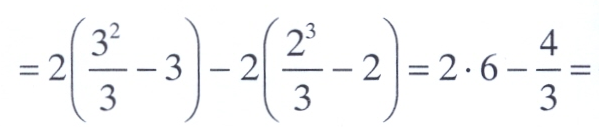 = 2(3²/3 − 3) − 2(2³/3 − 2) = 2 · 6 − 4/3 =